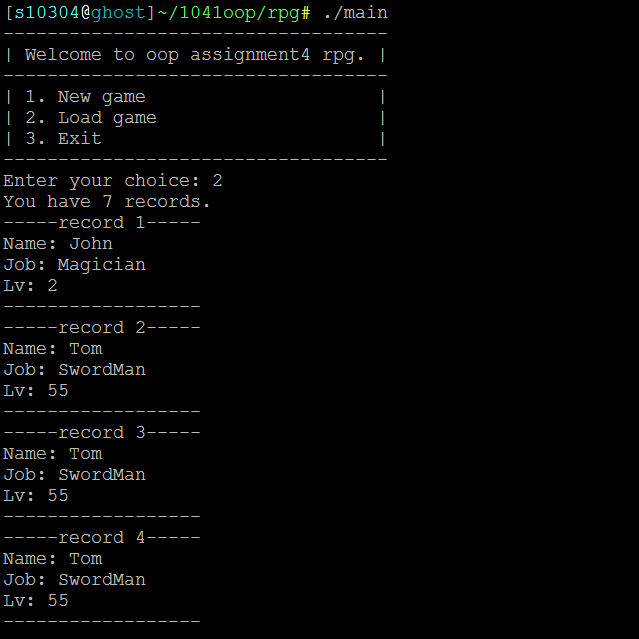 [s10304@ghost]~/1041oop/rpg# ./main
-----------------------------------
| Welcome to oop assignment4 rpg. |
-----------------------------------
| 1. New game                     |
| 2. Load game                    |
| 3. Exit                         |
-----------------------------------
Enter your choice: 2
You have 7 records.
-----record 1-----
Name: John
Job: Magician
Lv: 2
------------------
-----record 2-----
Name: Tom
Job: SwordMan
Lv: 55
------------------
-----record 3-----
Name: Tom
Job: SwordMan
Lv: 55
------------------
-----record 4-----
Name: Tom
Job: SwordMan
Lv: 55
------------------